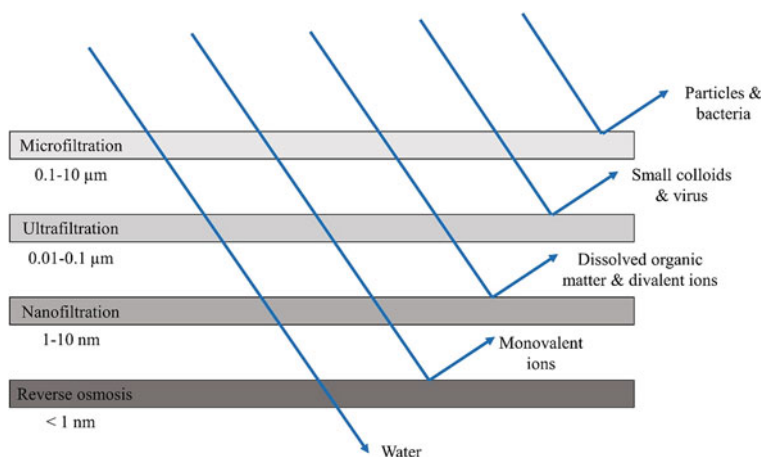 Particles &
bacteria
Microfiltration
0.1-10 μm
Small colloids
& virus
Ultrafiltration
0.01-0.1 μm
Dissolved organic
matter & divalent ions
Nanofiltration
1-10 nm
Monovalent
ions
Reverse osmosis
< 1 nm
Water